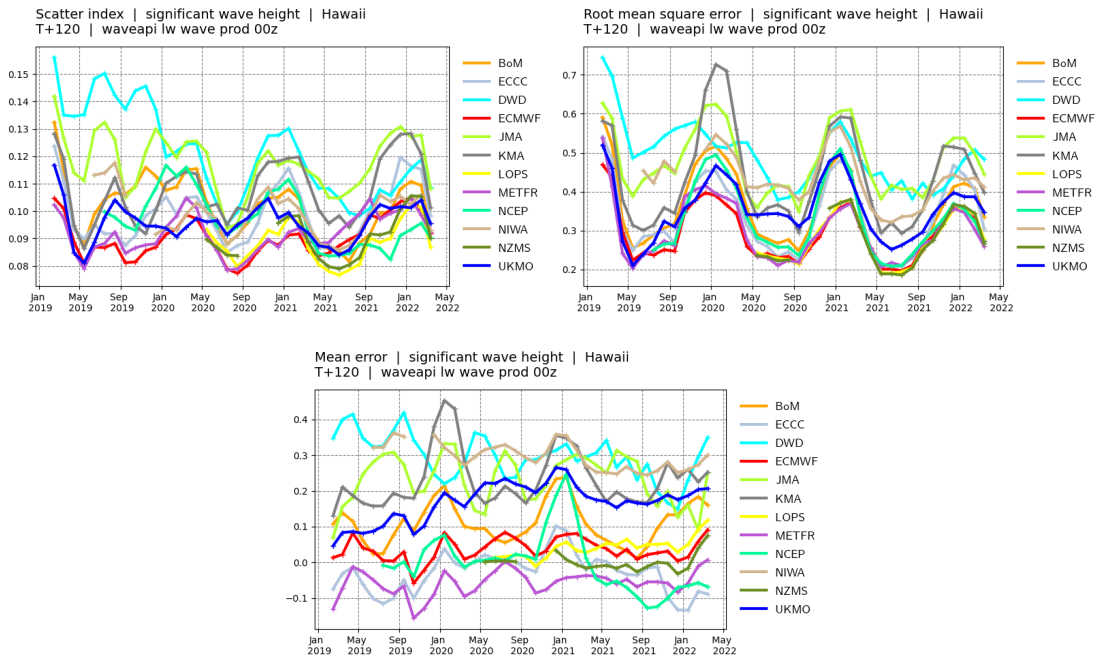 Scatter index | significant wave height | Hawaii
T+120 | waveapi lw wave prod 00z
0.15
0.14
0.13
0.12
0.11
0.10
0.09
0.08
Jan 2019
May 2019
Sep 2019
Jan 2020
May 2020
Sep 2020
Jan 2021
May 2021
Sep 2021
Jan 2022
May 2022
BoM
ECCC
DWD
ECMWF
JMA
KMA
LOPS
METFR
NCEP
NIWA
NZMS
UKMO
Root mean square error | significant wave height | Hawaii
T+120 | waveapi lw wave prod 00z
0.7
0.6
0.5
0.4
0.3
0.2
Jan 2019
May 2019
Sep 2019
Jan 2020
May 2020
Sep 2020
Jan 2021
May 2021
Sep 2021
Jan 2022
May 2022
BoM
ECCC
DWD
ECMWF
JMA
KMA
LOPS
METFR
NCEP
NIWA
NZMS
UKMO
Mean error | significant wave height | Hawaii
T+120 | waveapi lw wave prod 00z
0.4
0.3
0.2
0.1
0.0
−0.1
Jan 2019
May 2019
Sep 2019
Jan 2020
May 2020
Sep 2020
Jan 2021
May 2021
Sep 2021
Jan 2022
May 2022
BoM
ECCC
DWD
ECMWF
JMA
KMA
LOPS
METFR
NCEP
NIWA
NZMS
UKMO